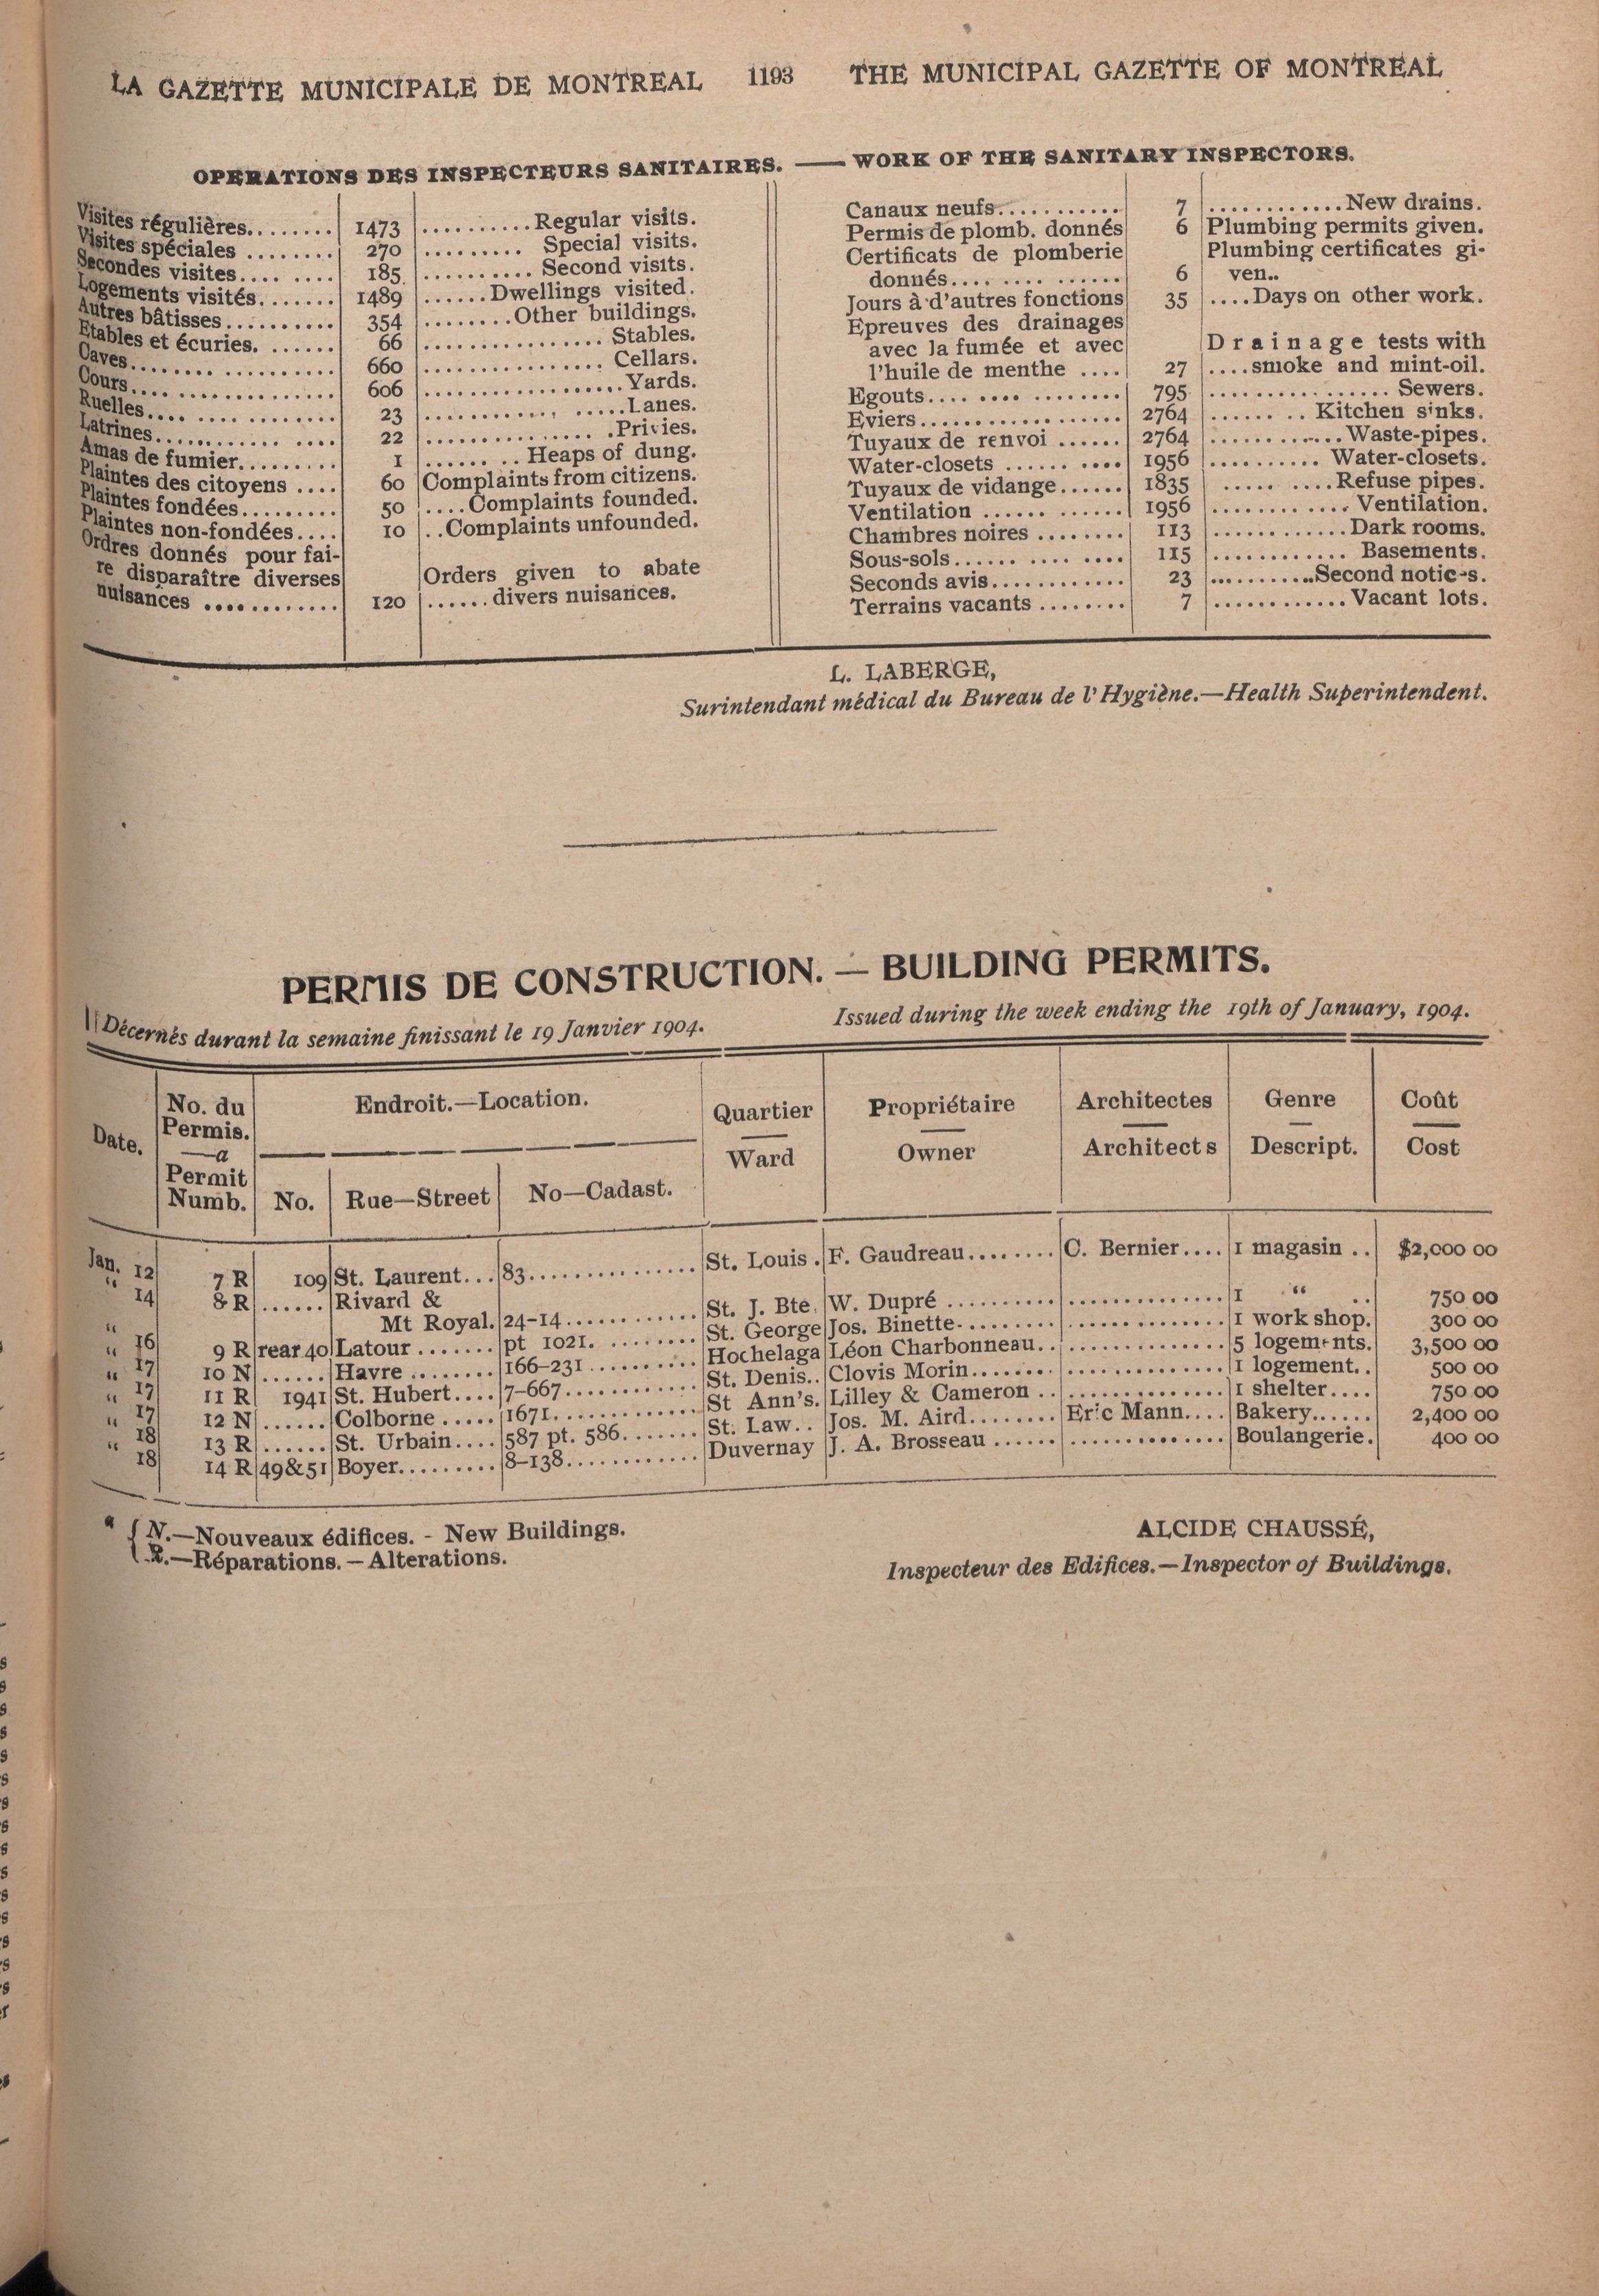 LA GAZETTE MUNICIPALE DE MONTREAL 1193 THE MUNICIPAL GAZETTE OF MONTREAL
OPERATIONS DES INSPECTEURS SANITAIRES. — WORK OF THE SANITARY INSPECTORS.
Visites régulières........ 1473 ..........Regular visits.
Visites spéciales ........ 270 ......... Special visits.
Secondes visites.... .... 185. .......... Second visits.
Logements visités....... 1489 ......Dwellings visited.
Autres bâtisses.......... 354 ........Other buildings.
Etables et écuries. ...... 66 ................ Stables.
Caves........ .......... 660 ................ Cellars.
Cours.... .............. 606 ..................Yards.
Ruelles.... .... ........ 23 ............, .....Lanes.
Latrines............ .... 22 ............... .Privies.
Amas de fumier......... 1 ...... ..Heaps of dung.
Plaintes des citoyens .... 60 Complaints from citizens.
Plaintes fondées......... 50 ....Complaints founded.
Plaintes non-fondées.... 10 ..Complaints unfounded.
Ordres donnés pour fai-
re disparaître diverses Orders given to abate
nuisances ............ 120 ......divers nuisances.
Canaux neufs........... 7 ............New drains.
Permis de plomb. donnés 6 Plumbing permits given.
Certificats de plomberie Plumbing certificates gi-
donnés.... .... ...... 6 ven..
Jours à d'autres fonctions 35 ....Days on other work.
Epreuves des drainages
avec la fumée et avec Drainage tests with
l'huile de menthe .... 27 ....smoke and mint-oil.
Egouts.... .... ........ 795 .................. Sewers.
Eviers.................. 2764 ...... .. Kitchen sinks.
Tuyaux de renvoi ...... 2764 .............Waste-pipes.
Water-closets ...... .... 1956 .......... Water-closets.
Tuyaux de vidange...... 1835 ..... ....Refuse pipes.
Ventilation ...... ...... 1956 ............. Ventilation.
Chambres noires ........ 113 ............Dark rooms.
Sous-sols...... .... .... 115 ............ Basements.
Seconds avis............ 23 ...........Second notic-s.
Terrains vacants ........ 7 ............Vacant lots.
L. LABERGE,
Surintendant médical du Bureau de l'Hygiène.—Health Superintendent.
PERMIS DE CONSTRUCTION. — BUILDING PERMITS.
Décernés durant la semaine finissant le 19 Janvier 1904. Issued during the week ending the 19th of January, 1904.
Date. No. du Permis. —a Permit Numb. Endroit.—Location. Quartier — Ward Propriétaire — Owner Architectes — Architects Genre — Descript. Coût — Cost
No. Rue—Street No—Cadast.
Jan. 12 7 R 109 St. Laurent... 83............... St. Louis . F. Gaudreau........ C. Bernier.... 1 magasin .. $2,000 00
" 14 8 R ...... Rivard &
Mt Royal. 24-14............ St. J. Bte. W. Dupré .......... .............. 1 " .. 750 00
" 16 9 R rear 40 Latour ....... pt 1021. ......... St. George Jos. Binette.......... .............. 1 work shop. 300 00
" 17 10 N ...... Havre ........ 166-231.......... Hochelaga Léon Charbonneau.. .............. 5 logements. 3,500 00
" 17 11 R 1941 St. Hubert.... 7-667............ St. Denis.. Clovis Morin........ .............. 1 logement.. 500 00
" 17 12 N ...... Colborne ..... 1671............. St Ann's. Lilley & Cameron .. .............. 1 shelter.... 750 00
" 18 13 R ...... St. Urbain.... 587 pt. 586....... St. Law.. Jos. M. Aird........ Eric Mann.... Bakery...... 2,400 00
" 18 14 R 49&51 Boyer......... 8-138............ Duvernay J. A. Brosseau ...... .............. Boulangerie. 400 00
a { N.—Nouveaux édifices. - New Buildings.
R.—Réparations.—Alterations.
ALCIDE CHAUSSÉ,
Inspecteur des Edifices.—Inspector of Buildings.